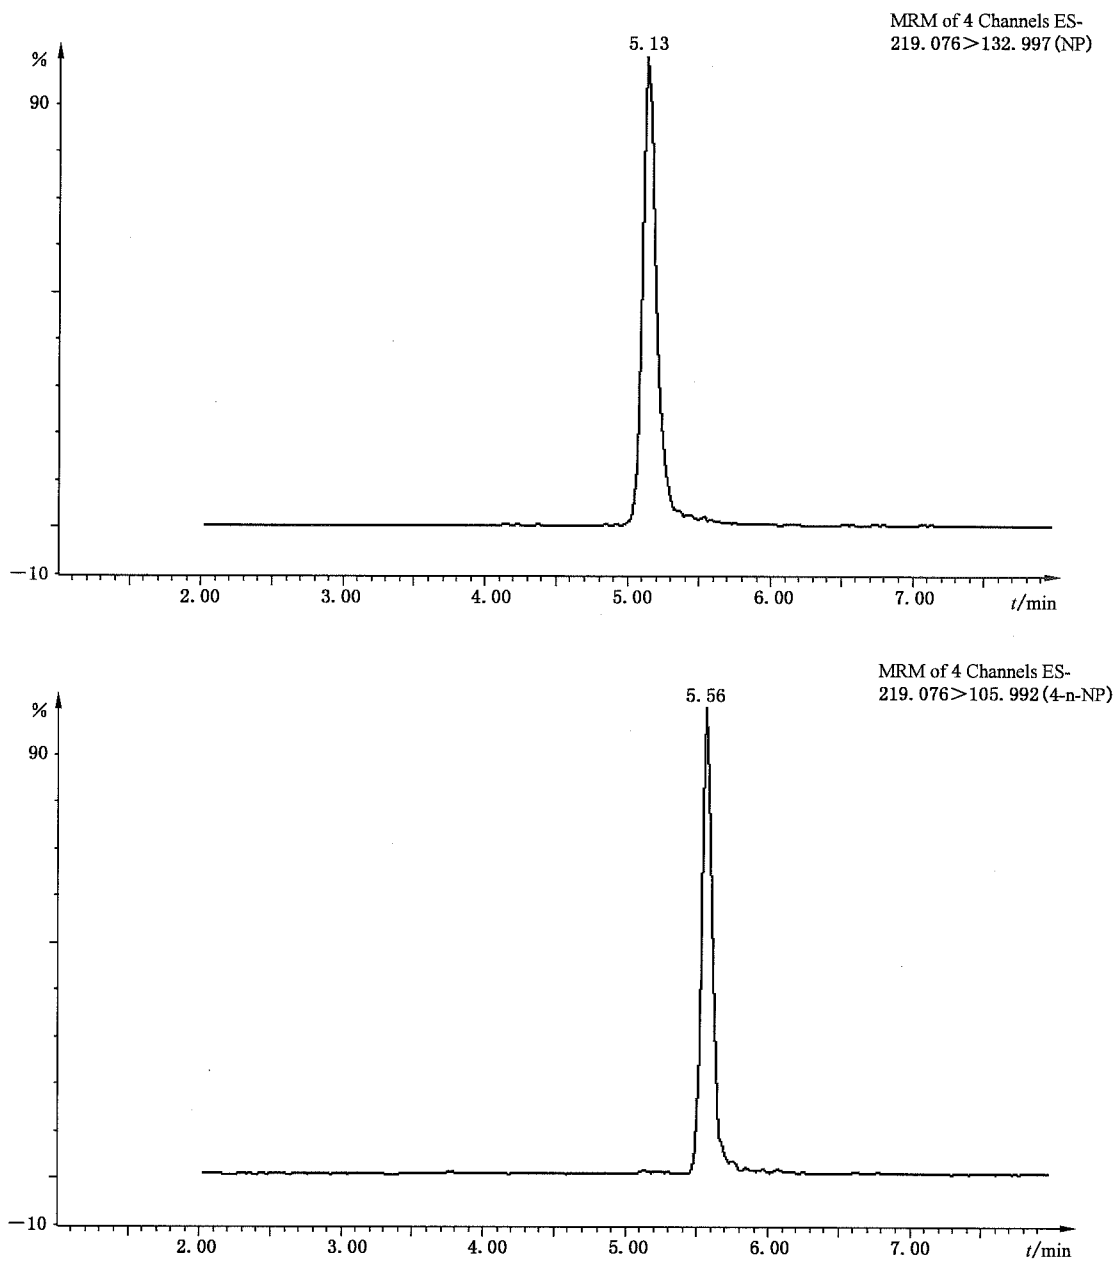 MRM of 4 Channels ES-
219.076>132.997(NP)
5.13
%
90
—10
2.00 3.00 4.00 5.00 6.00 7.00 t/min
MRM of 4 Channels ES-
219.076>105.992(4-n-NP)
5.56
%
90
—10
2.00 3.00 4.00 5.00 6.00 7.00 t/min